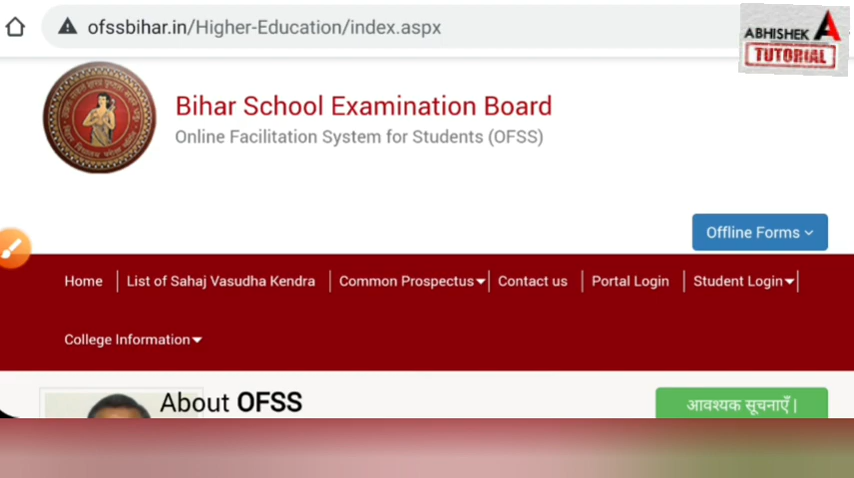 ofssbihar.in/Higher-Education/index.aspx
ABHISHEK A
TUTORIAL
Bihar School Examination Board
Online Facilitation System for Students (OFSS)
Offline Forms
Home List of Sahaj Vasudha Kendra Common Prospectus Contact us Portal Login Student Login
College Information
About OFSS
आवश्यक सूचनाएँ |